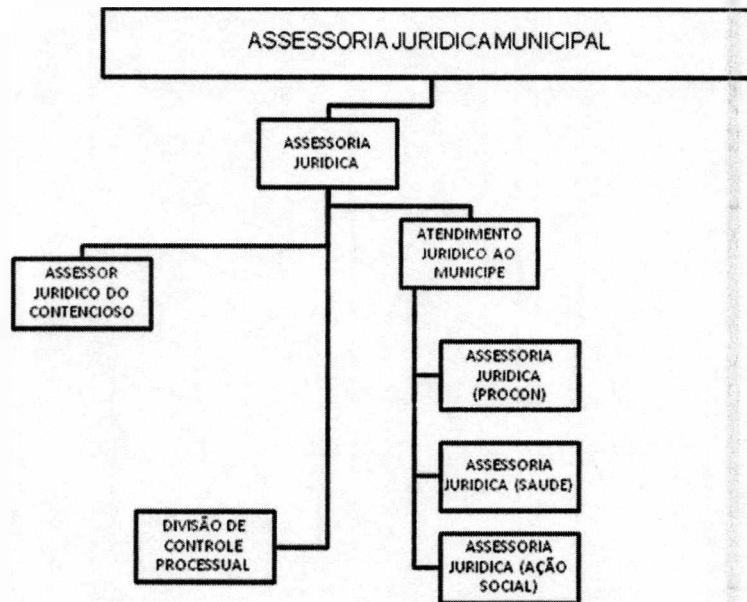 ASSESSORIA JURIDICA MUNICIPAL
ASSESSORIA
JURIDICA
ATENDIMENTO
JURIDICO AO
MUNICIPE
ASSESSOR
JURIDICO DO
CONTENCIOSO
ASSESSORIA
JURIDICA
(PROCON)
ASSESSORIA
JURIDICA (SAUDE)
DIVISÃO DE
CONTROLE
PROCESSUAL
ASSESSORIA
JURIDICA (AÇÃO
SOCIAL)